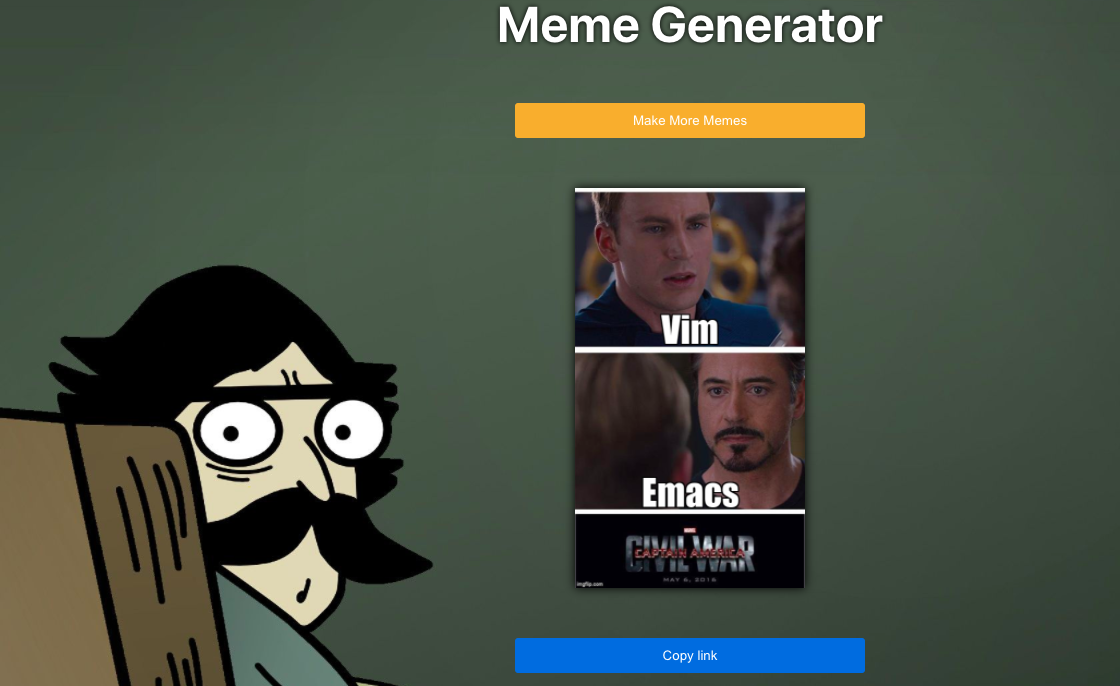 Meme Generator
Make More Memes
Vim
Emacs
MARVEL
CIVIL WAR
CAPTAIN AMERICA
MAY 6, 2016
imgflip.com
Copy link